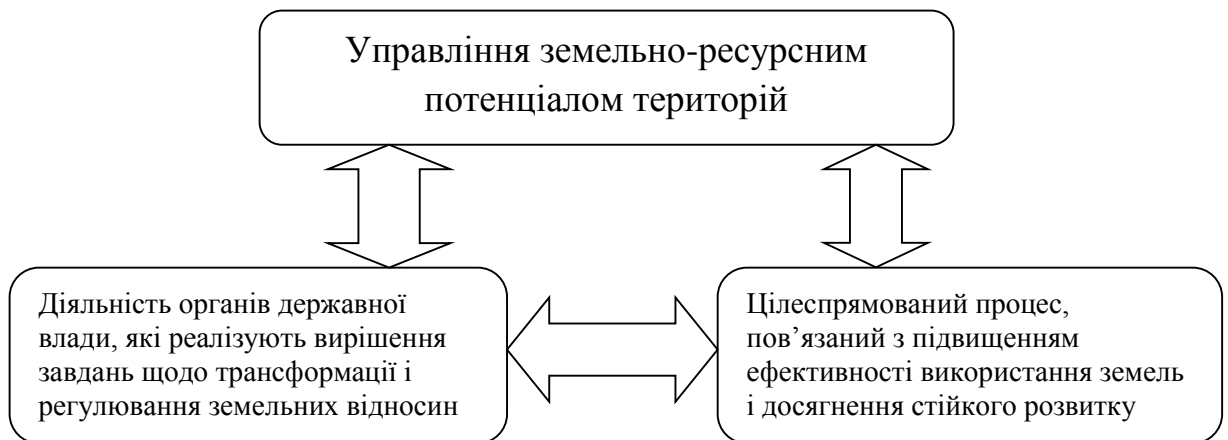 Управління земельно-ресурсним
потенціалом територій
Діяльність органів державної
влади, які реалізують вирішення
завдань щодо трансформації і
регулювання земельних відносин
Цілеспрямований процес,
пов’язаний з підвищенням
ефективності використання земель
і досягнення стійкого розвитку